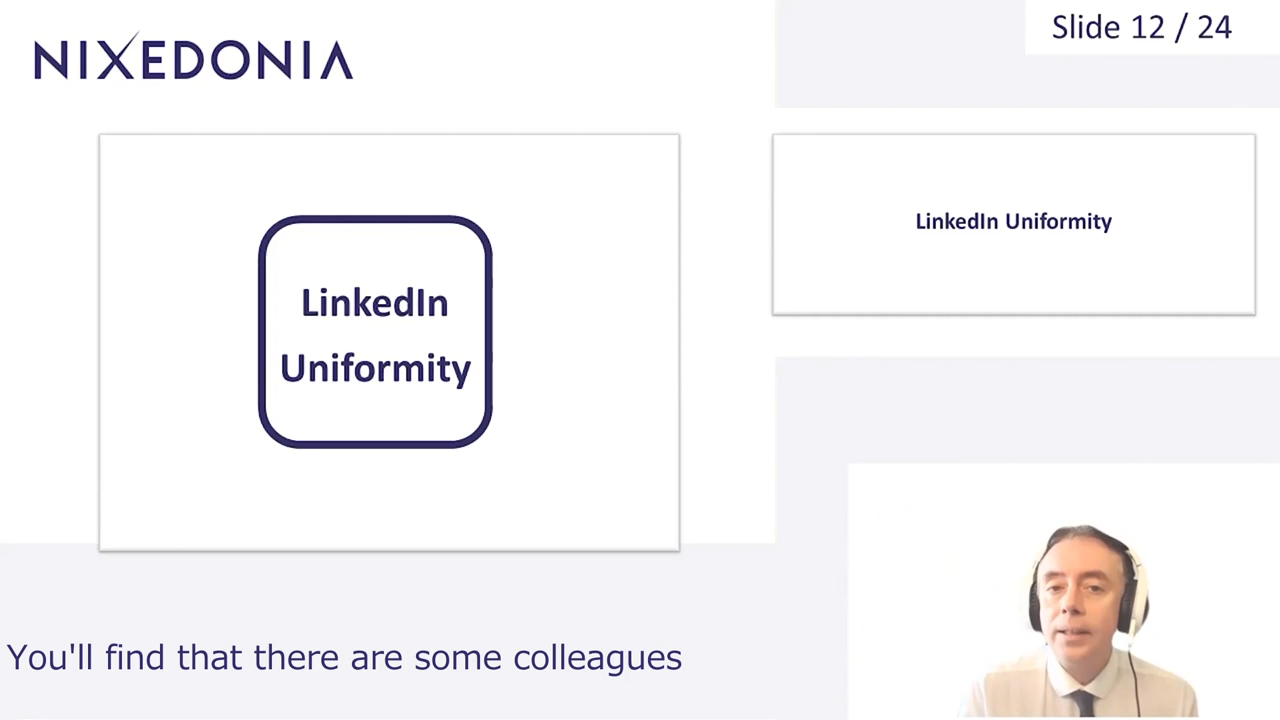 NIXEDONIA
Slide 12 / 24
LinkedIn
Uniformity
LinkedIn Uniformity
You'll find that there are some colleagues